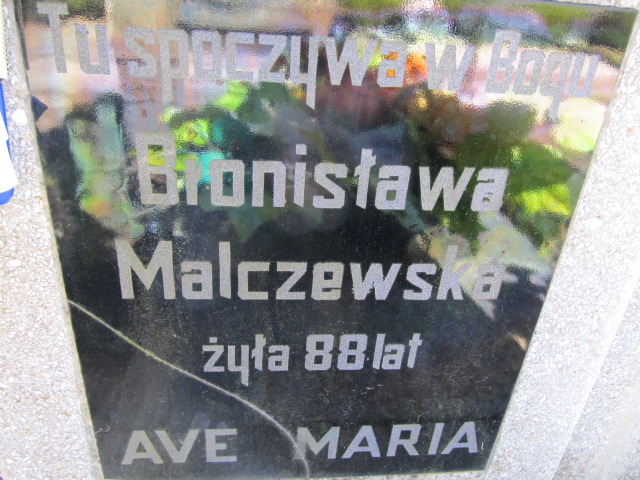 Tu spoczywa w Bogu
Bronisława
Malczewska
żyła 88 lat
AVE MARIA